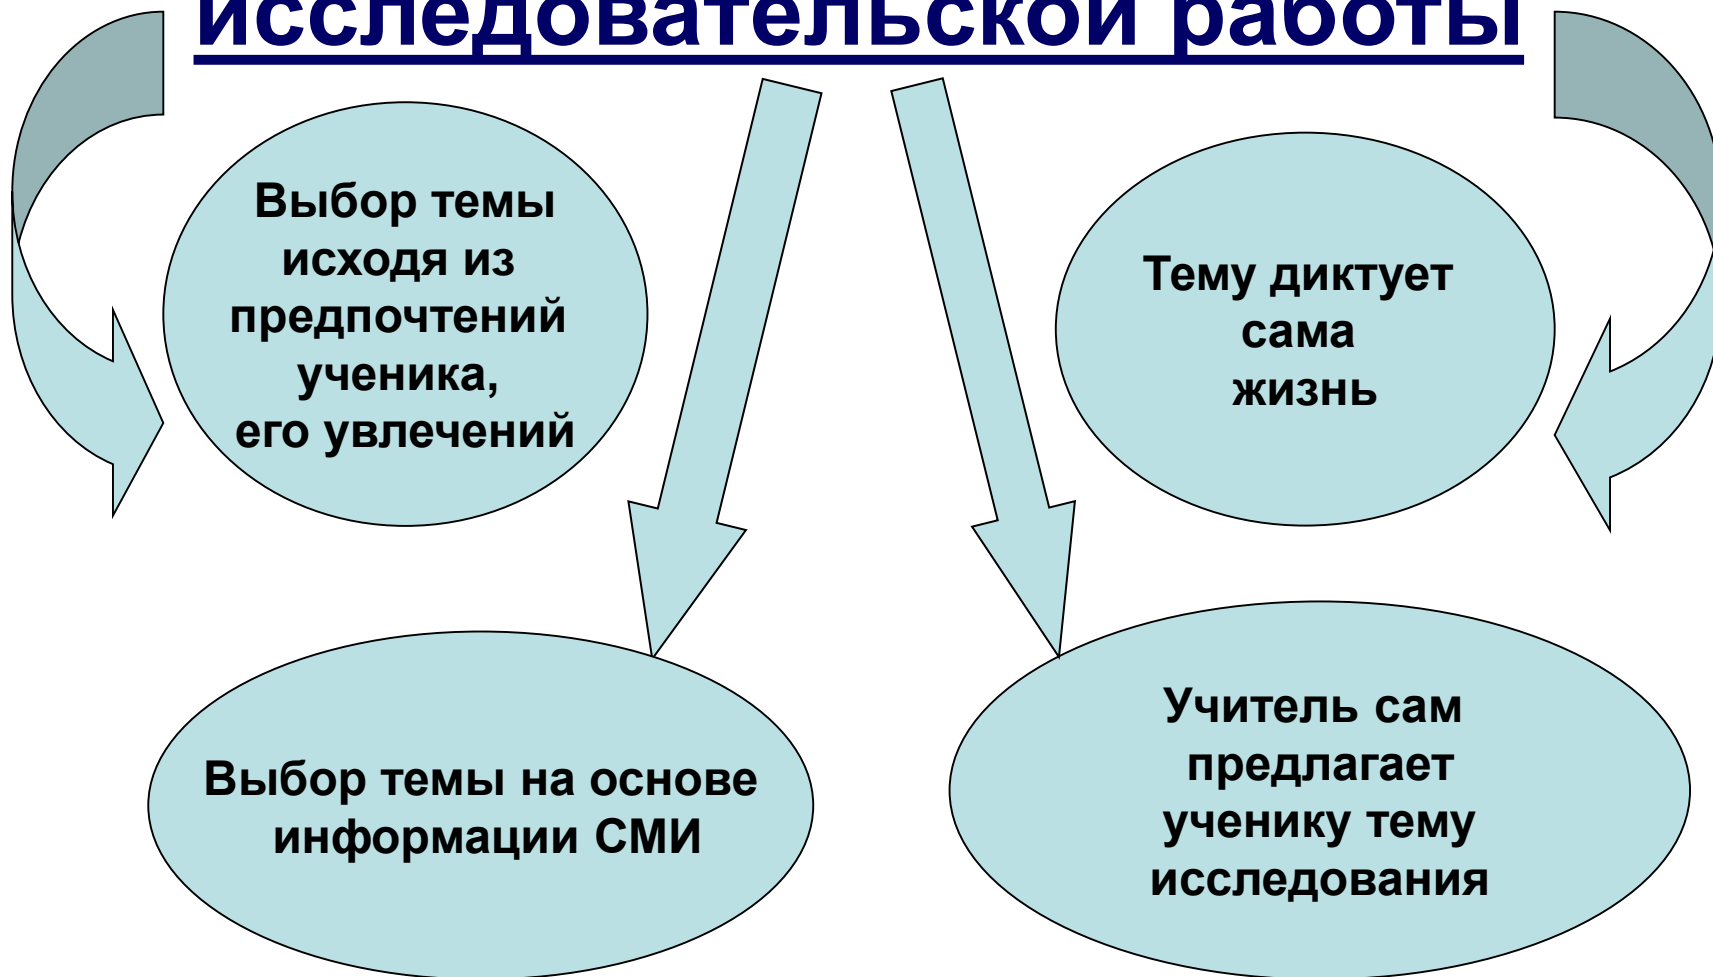 исследовательской работы
Выбор темы
исходя из
предпочтений
ученика,
его увлечений
Тему диктует
сама
жизнь
Выбор темы на основе
информации СМИ
Учитель сам
предлагает
ученику тему
исследования